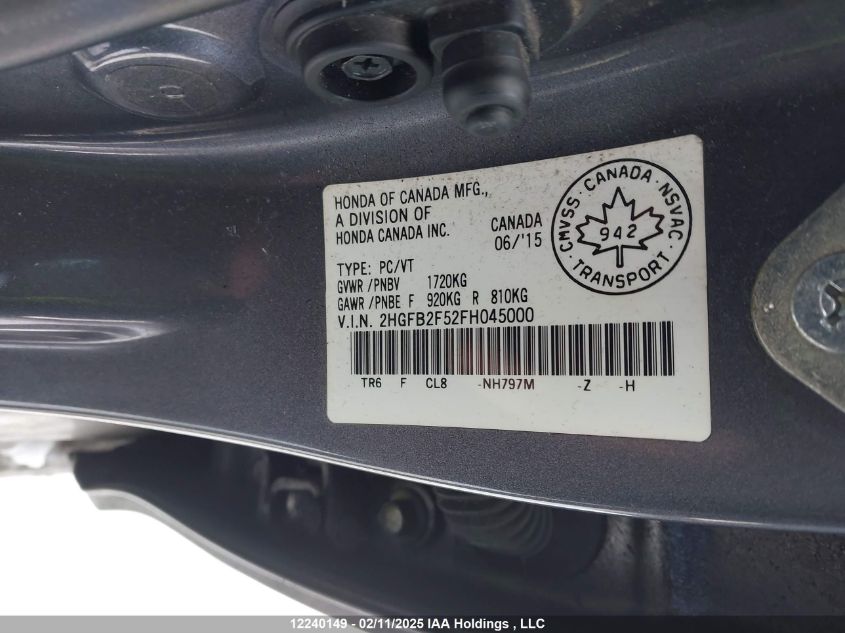 HONDA OF CANADA MFG.,
A DIVISION OF
HONDA CANADA INC.
CANADA
06/'15
CMVSS · CANADA · NSVAC
942
· TRANSPORT ·
TYPE: PC/VT
GVWR /PNBV 1720KG
GAWR /PNBE F 920KG R 810KG
V.I.N. 2HGFB2F52FH045000
TR6 F CL8 -NH797M -Z -H
12240149 - 02/11/2025 IAA Holdings , LLC